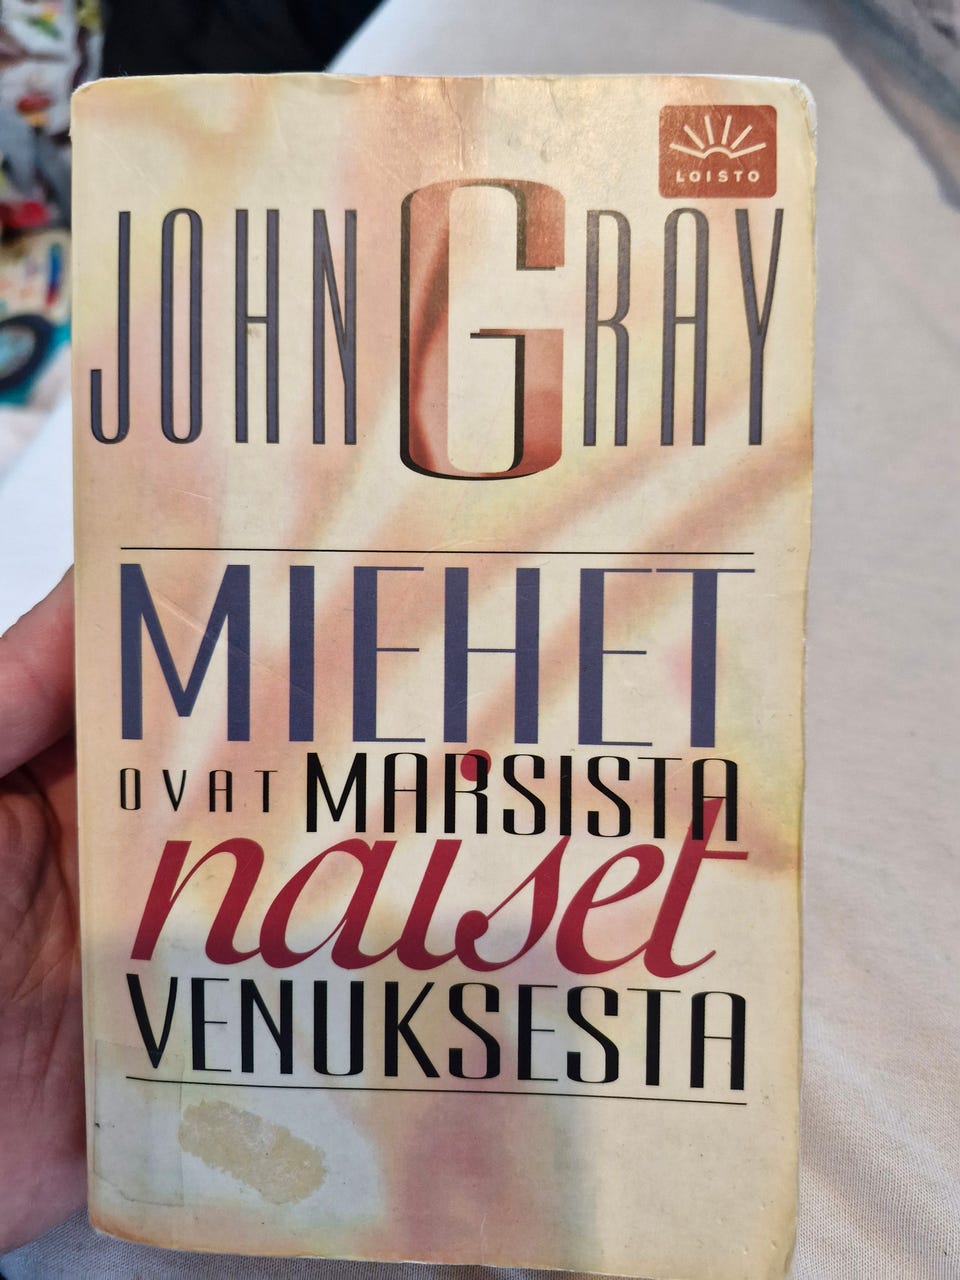 LOISTO
JOHN GRAY
MIEHET
OVAT MARSISTA
naiset
VENUKSESTA